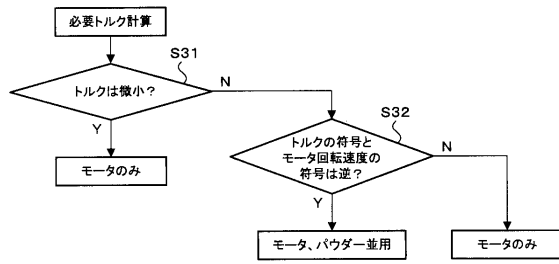 必要トルク計算
S31
トルクは微小？
N
Y
S32
モータのみ
トルクの符号と
モータ回転速度の
符号は逆？
N
Y
モータ、パウダー並用
モータのみ